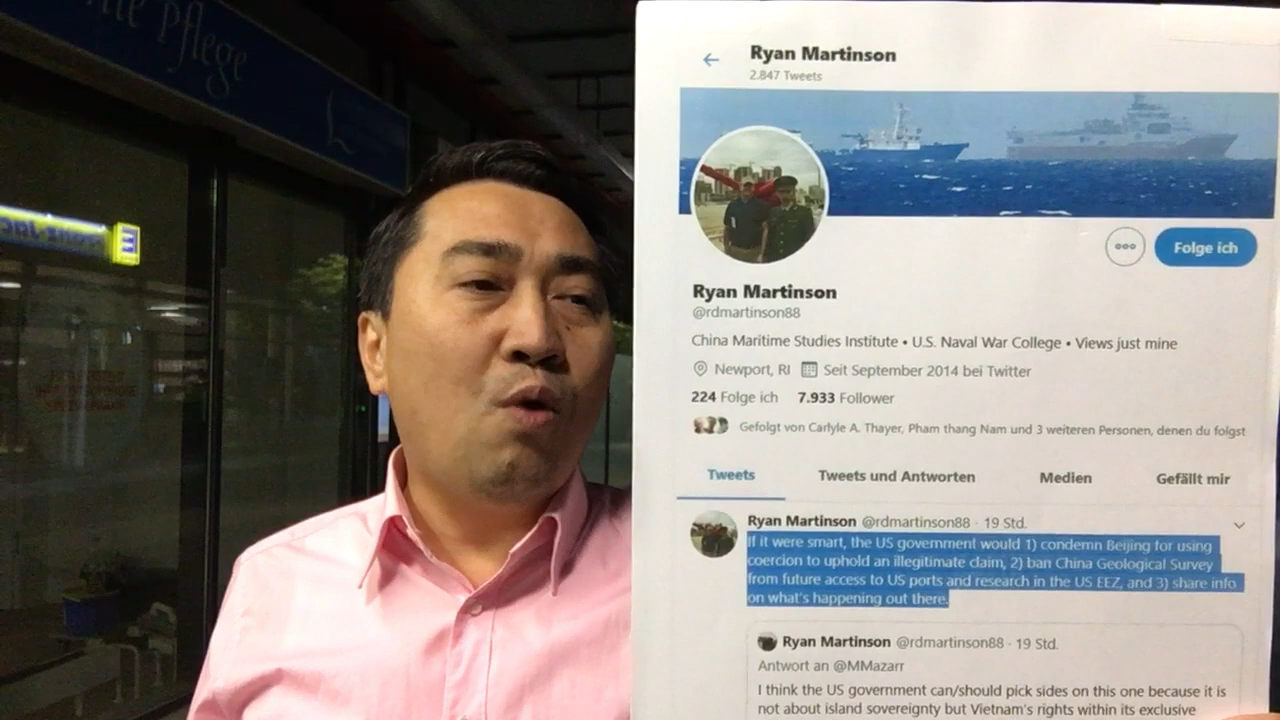 Pflege
Ryan Martinson
2.847 Tweets
Folge ich
Ryan Martinson
@rdmartinson88
China Maritime Studies Institute • U.S. Naval War College • Views just mine
Newport, RI Seit September 2014 bei Twitter
224 Folge ich 7.933 Follower
Gefolgt von Carlyle A. Thayer, Pham thang Nam und 3 weiteren Personen, denen du folgst
Tweets Tweets und Antworten Medien Gefällt mir
Ryan Martinson @rdmartinson88 · 19 Std.
If it were smart, the US government would 1) condemn Beijing for using
coercion to uphold an illegitimate claim, 2) ban China Geological Survey
from future access to US ports and research in the US EEZ, and 3) share info
on what's happening out there.
Ryan Martinson @rdmartinson88 · 19 Std.
Antwort an @MMazarr
I think the US government can/should pick sides on this one because it is
not about island sovereignty but Vietnam's rights within its exclusive